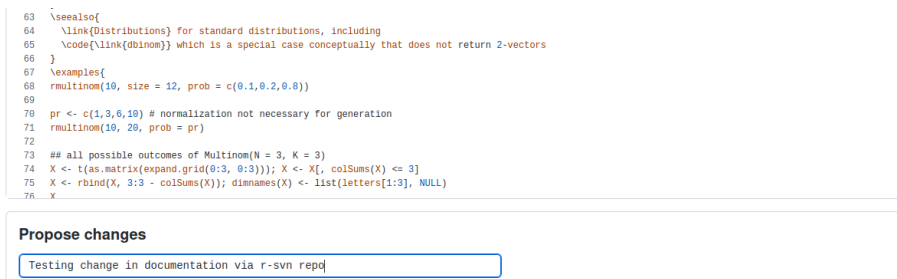 63 \seealso{
64 \link{Distributions} for standard distributions, including
65 \code{\link{dbinom}} which is a special case conceptually that does not return 2-vectors
66 }
67 \examples{
68 rmultinom(10, size = 12, prob = c(0.1,0.2,0.8))
69
70 pr <- c(1,3,6,10) # normalization not necessary for generation
71 rmultinom(10, 20, prob = pr)
72
73 ## all possible outcomes of Multinom(N = 3, K = 3)
74 X <- t(as.matrix(expand.grid(0:3, 0:3))); X <- X[, colSums(X) <= 3]
75 X <- rbind(X, 3:3 - colSums(X)); dimnames(X) <- list(letters[1:3], NULL)
76 X
Propose changes
Testing change in documentation via r-svn repo